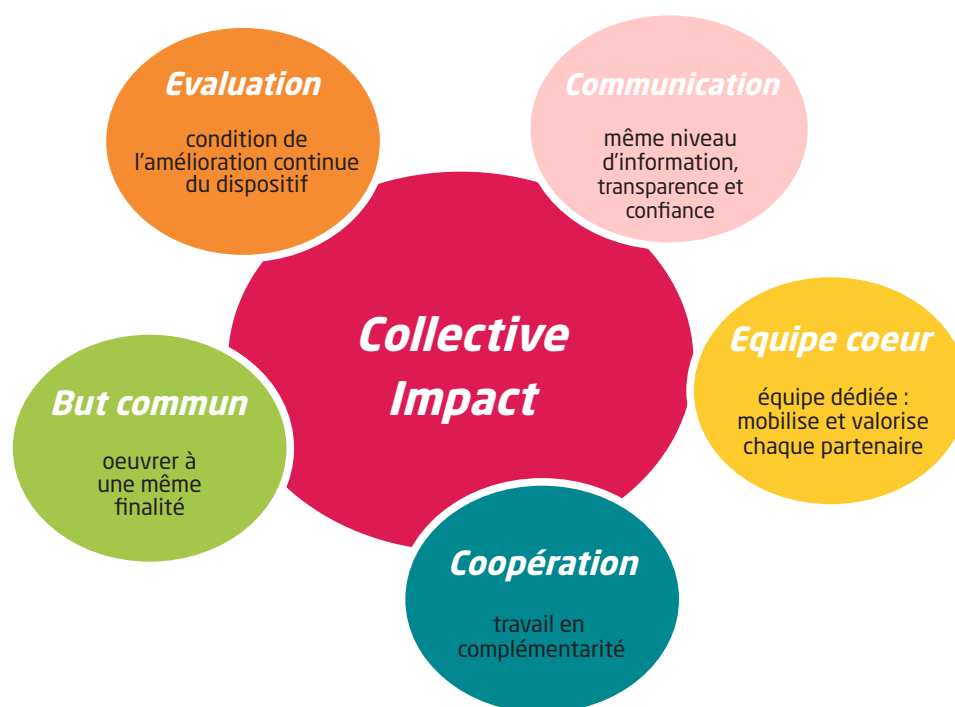 Evaluation
condition de
l'amélioration continue
du dispositif
Communication
même niveau
d'information,
transparence et
confiance
Collective
Impact
Equipe coeur
équipe dédiée :
mobilise et valorise
chaque partenaire
But commun
oeuvrer à
une même
finalité
Coopération
travail en
complémentarité